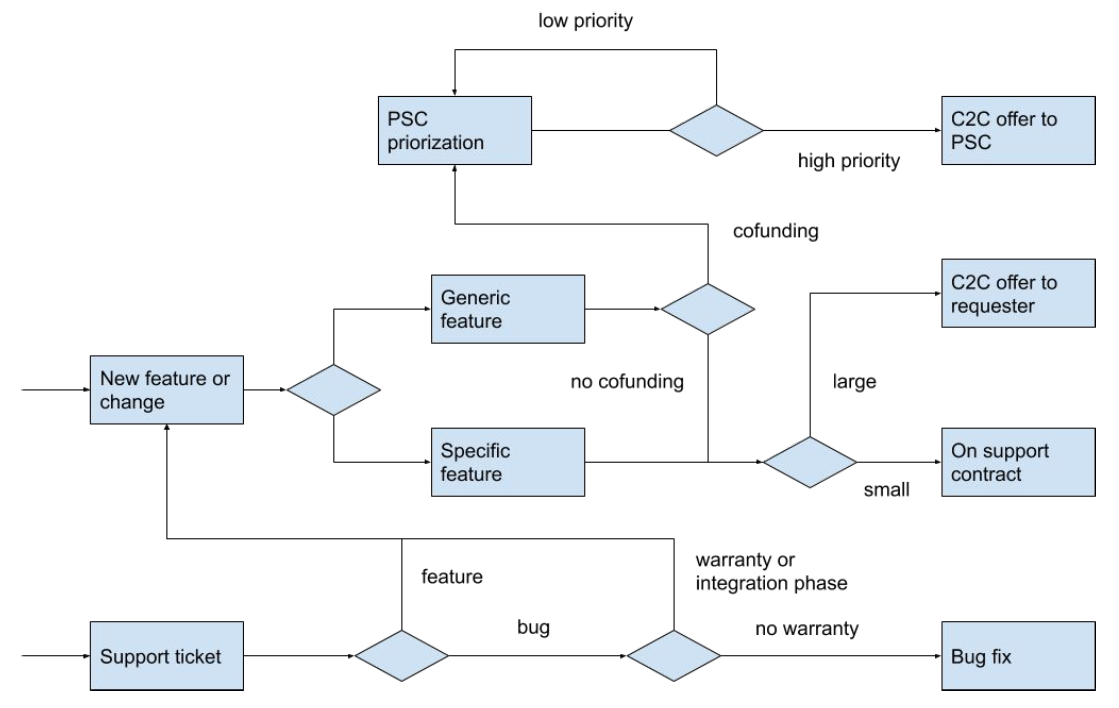 low priority
PSC
priorization
C2C offer to
PSC
high priority
cofunding
Generic
feature
C2C offer to
requester
New feature or
change
no cofunding
large
Specific
feature
On support
contract
small
feature
warranty or
integration phase
bug
no warranty
Support ticket
Bug fix